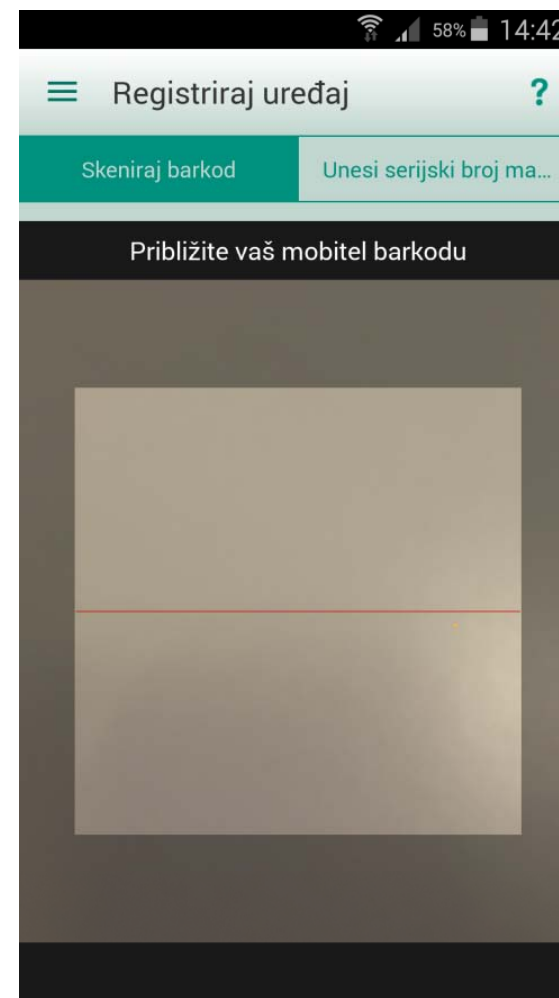 58% 14:42
Registriraj uređaj ?
Skeniraj barkod
Unesi serijski broj ma...
Približite vaš mobitel barkodu